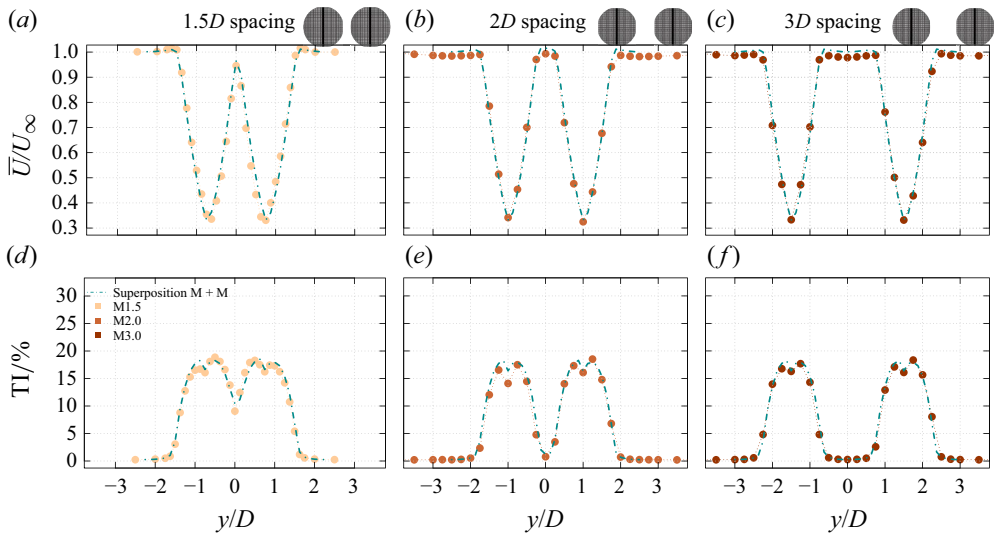 (a) 1.5D spacing (b) 2D spacing (c) 3D spacing
1.0
0.9
0.8
0.7
0.6
0.5
0.4
0.3
U̅/U∞
(d) (e) (f)
30
25
20
15
10
5
0
TI/%
Superposition M + M
M1.5
M2.0
M3.0
−3 −2 −1 0 1 2 3 −3 −2 −1 0 1 2 3 −3 −2 −1 0 1 2 3
y/D y/D y/D